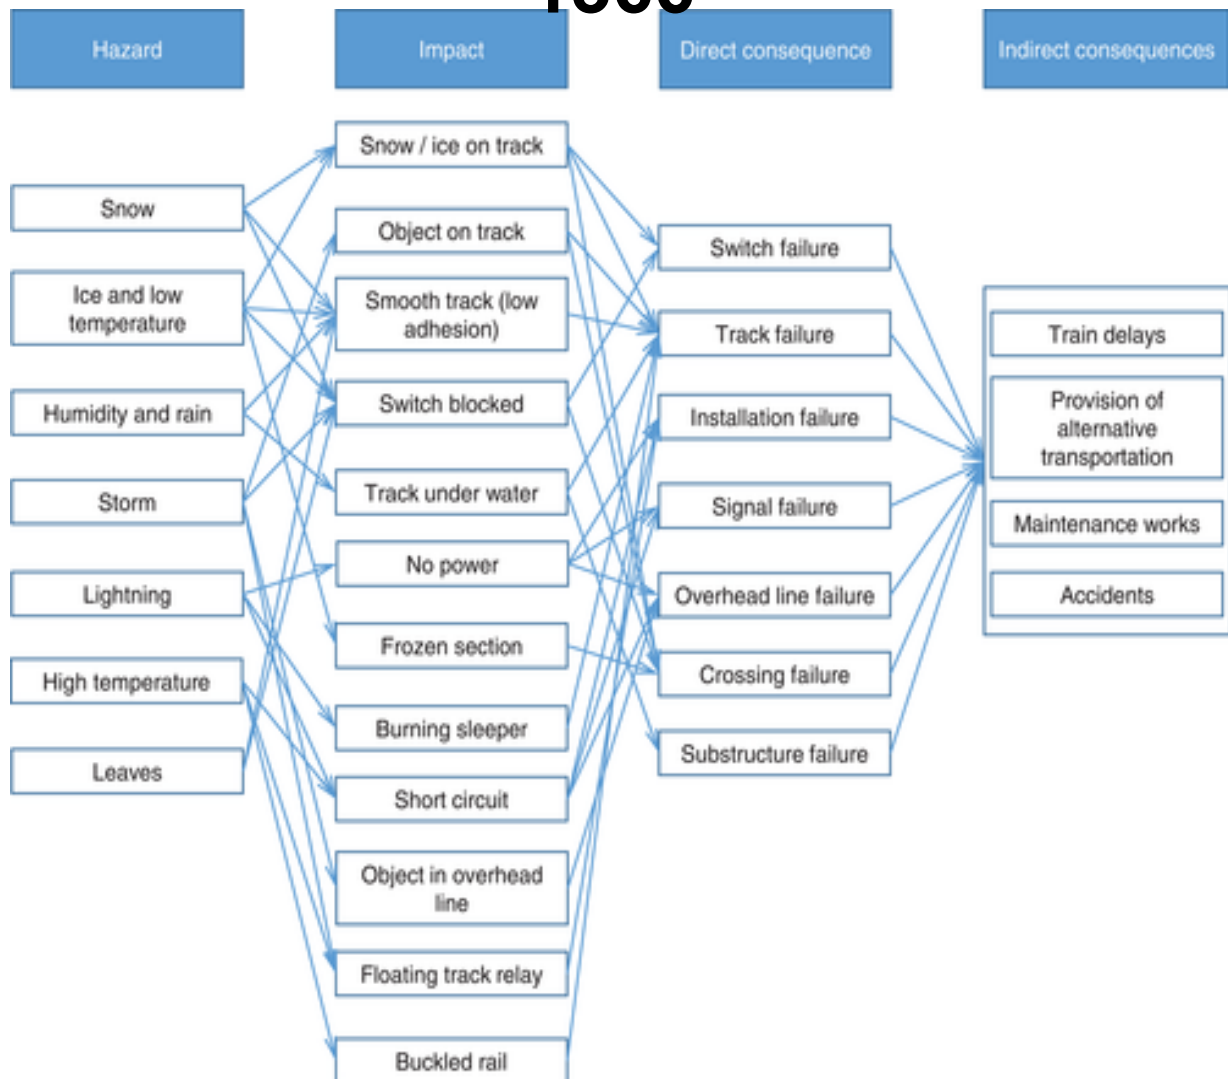 Hazard
Impact
Direct consequence
Indirect consequences
Snow
Ice and low
temperature
Humidity and rain
Storm
Lightning
High temperature
Leaves
Snow / ice on track
Object on track
Smooth track (low
adhesion)
Switch blocked
Track under water
No power
Frozen section
Burning sleeper
Short circuit
Object in overhead
line
Floating track relay
Buckled rail
Switch failure
Track failure
Installation failure
Signal failure
Overhead line failure
Crossing failure
Substructure failure
Train delays
Provision of
alternative
transportation
Maintenance works
Accidents